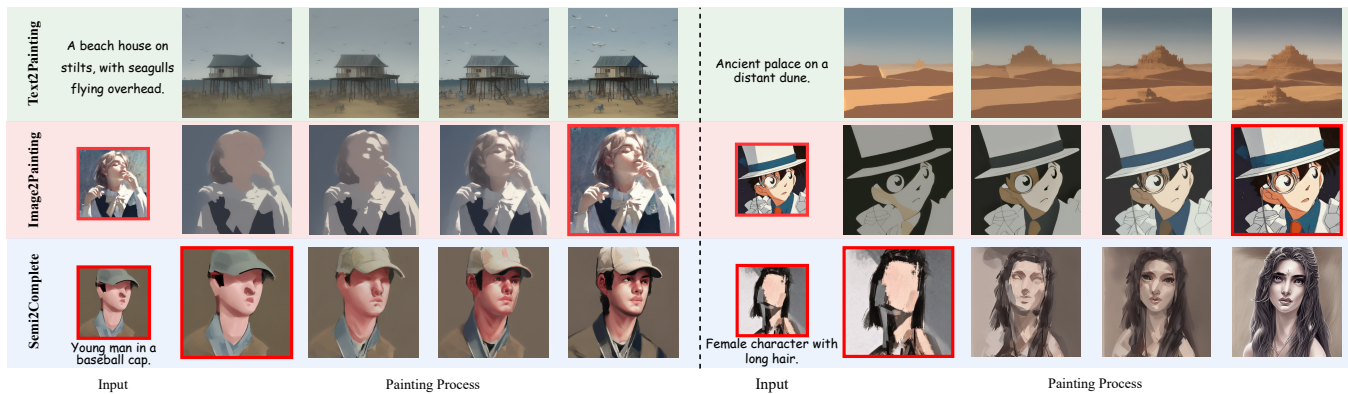 Text2Painting
A beach house on
stilts, with seagulls
flying overhead.
Ancient palace on a
distant dune.
Image2Painting
Semi2Complete
Young man in a
baseball cap.
Female character with
long hair.
Input
Painting Process
Input
Painting Process